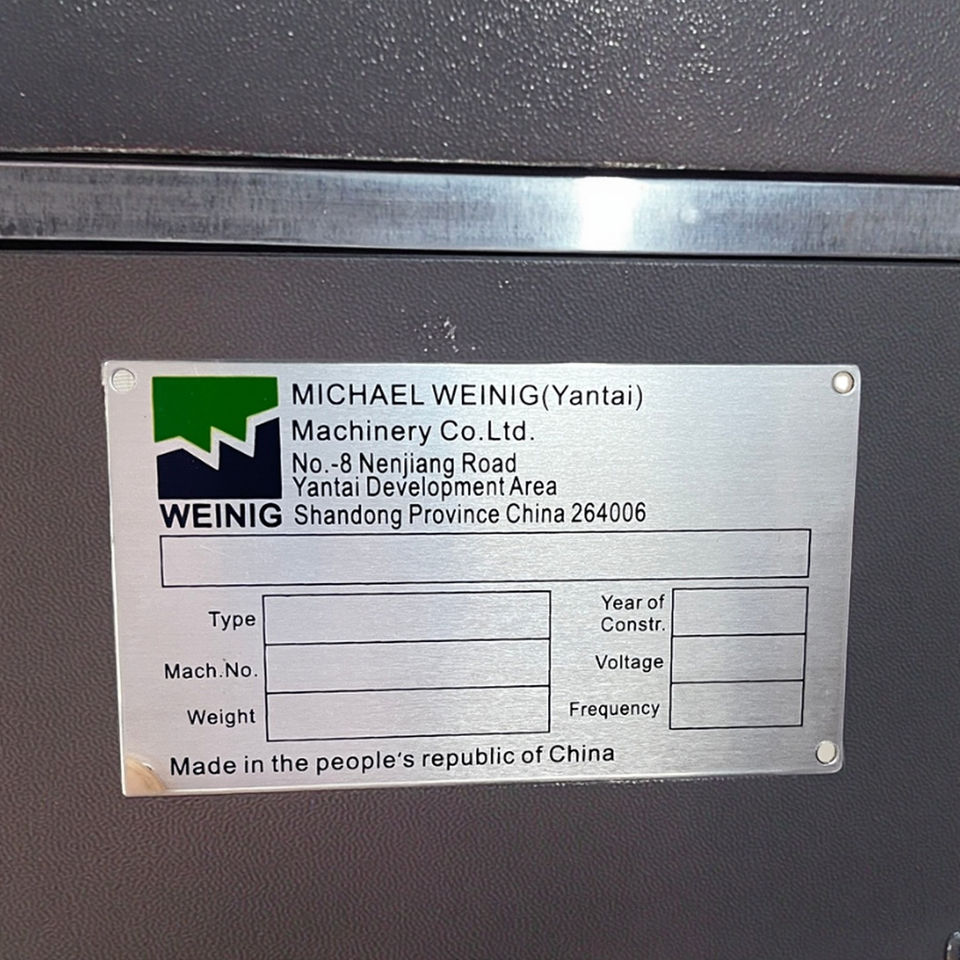 MICHAEL WEINIG(Yantai)
Machinery Co.Ltd.
No.-8 Nenjiang Road
Yantai Development Area
Shandong Province China 264006
WEINIG
Type
Year of
Constr.
Mach.No.
Voltage
Weight
Frequency
Made in the people's republic of China